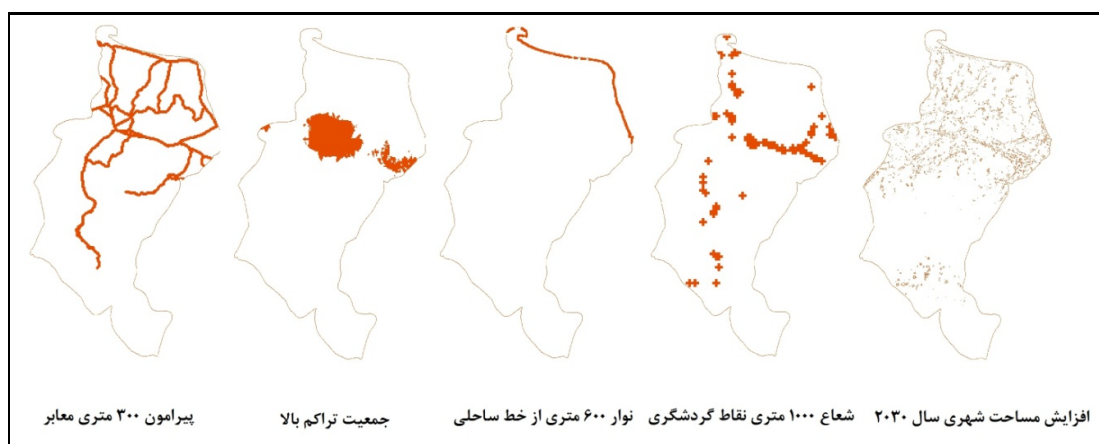 افزایش مساحت شهری سال ۲۰۳۰
شعاع ۱۰۰۰ متری نقاط گردشگری
نوار ۶۰۰ متری از خط ساحلی
جمعیت تراکم بالا
پیرامون ۳۰۰ متری معابر